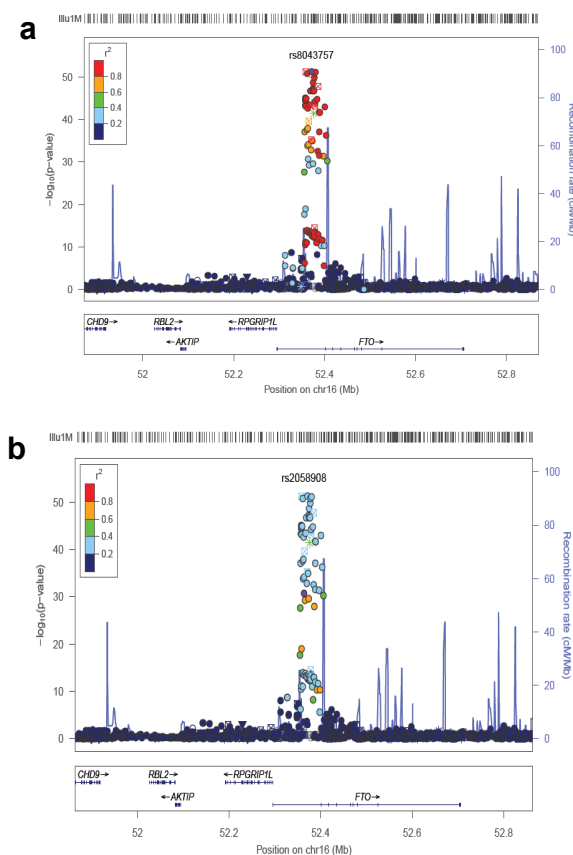 a
Illu1M
rs8043757
r²
0.8
0.6
0.4
0.2
50
40
30
20
10
0
−log₁₀(p-value)
100
80
60
40
20
0
Recombination rate (cM/Mb)
CHD9→
RBL2→
←RPGRIP1L
←AKTIP
FTO→
52 52.2 52.4 52.6 52.8
Position on chr16 (Mb)
b
Illu1M
rs2058908
r²
0.8
0.6
0.4
0.2
50
40
30
20
10
0
−log₁₀(p-value)
100
80
60
40
20
0
Recombination rate (cM/Mb)
CHD9→
RBL2→
←RPGRIP1L
←AKTIP
FTO→
52 52.2 52.4 52.6 52.8
Position on chr16 (Mb)